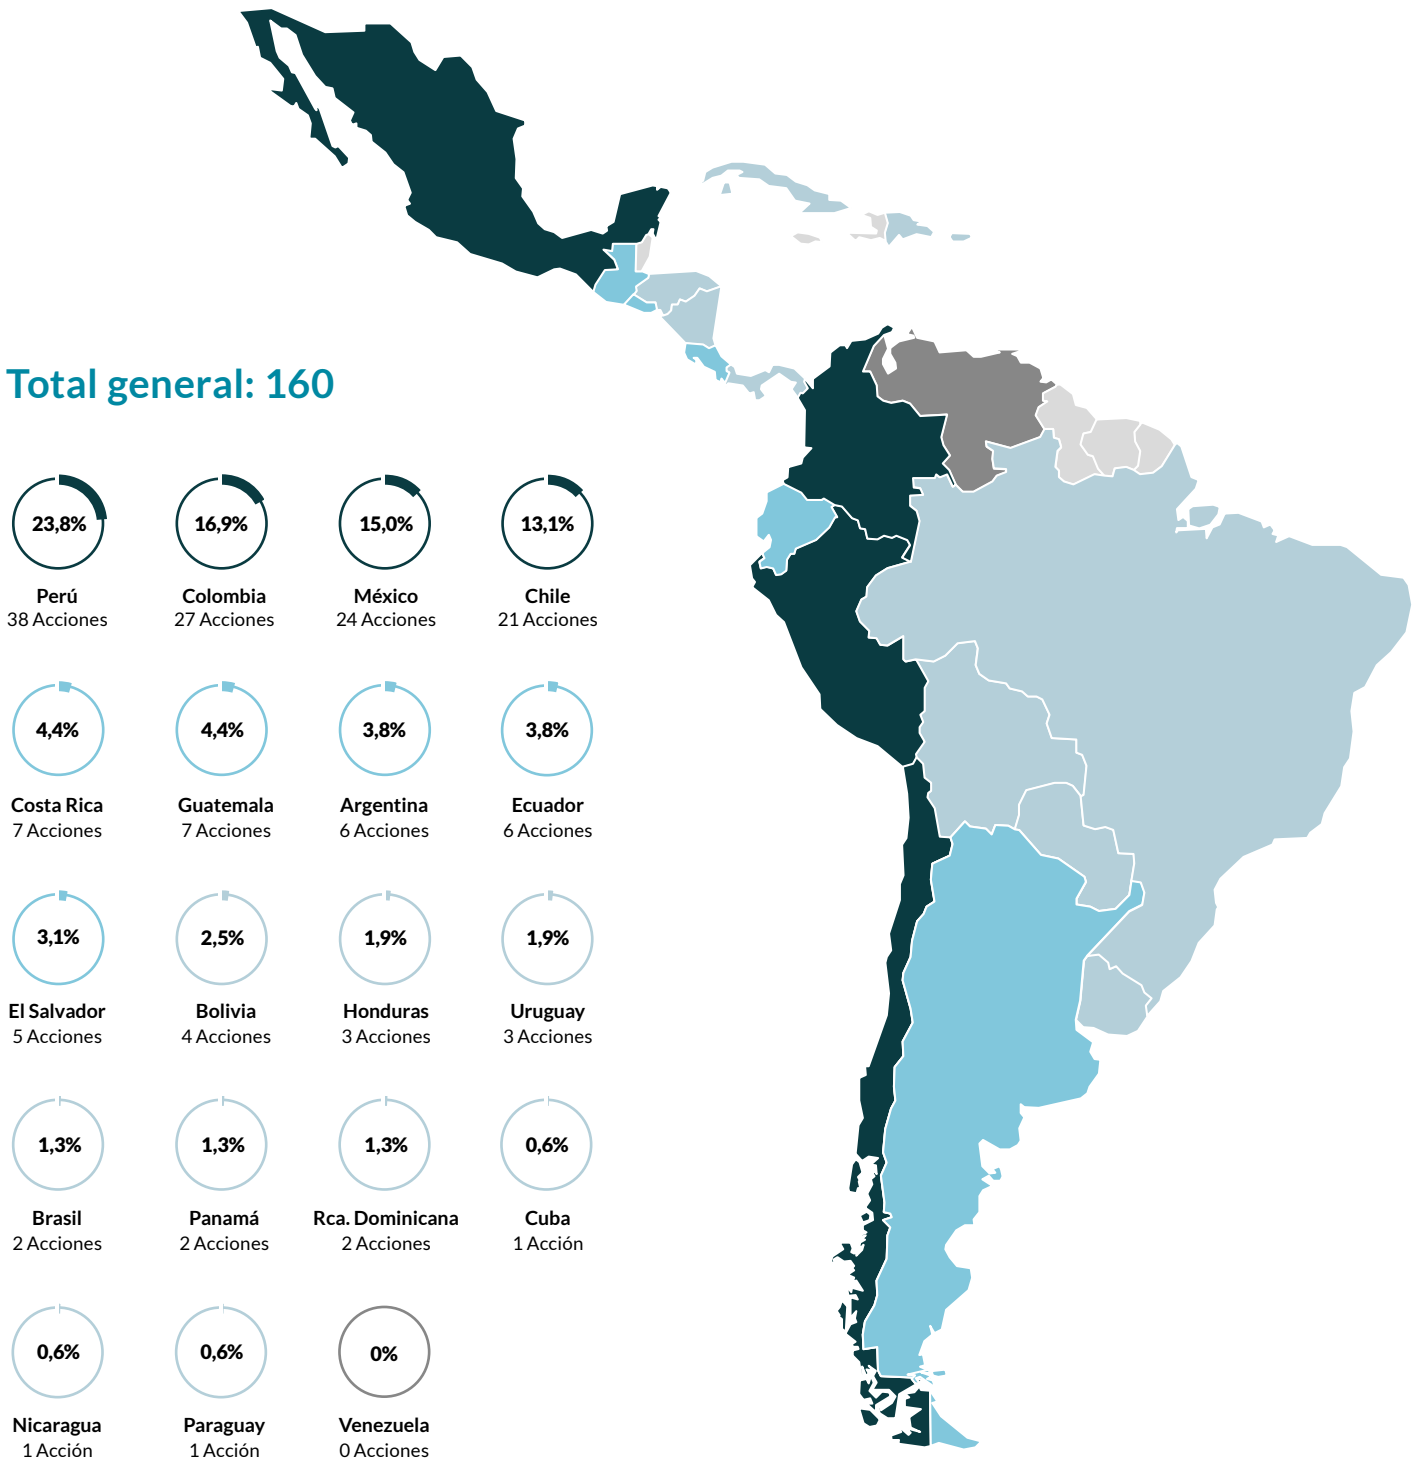 Total general: 160
23,8%
16,9%
15,0%
13,1%
Perú
Colombia
México
Chile
38 Acciones
27 Acciones
24 Acciones
21 Acciones
4,4%
4,4%
3,8%
3,8%
Costa Rica
Guatemala
Argentina
Ecuador
7 Acciones
7 Acciones
6 Acciones
6 Acciones
3,1%
2,5%
1,9%
1,9%
El Salvador
Bolivia
Honduras
Uruguay
5 Acciones
4 Acciones
3 Acciones
3 Acciones
1,3%
1,3%
1,3%
0,6%
Brasil
Panamá
Rca. Dominicana
Cuba
2 Acciones
2 Acciones
2 Acciones
1 Acción
0,6%
0,6%
0%
Nicaragua
Paraguay
Venezuela
1 Acción
1 Acción
0 Acciones